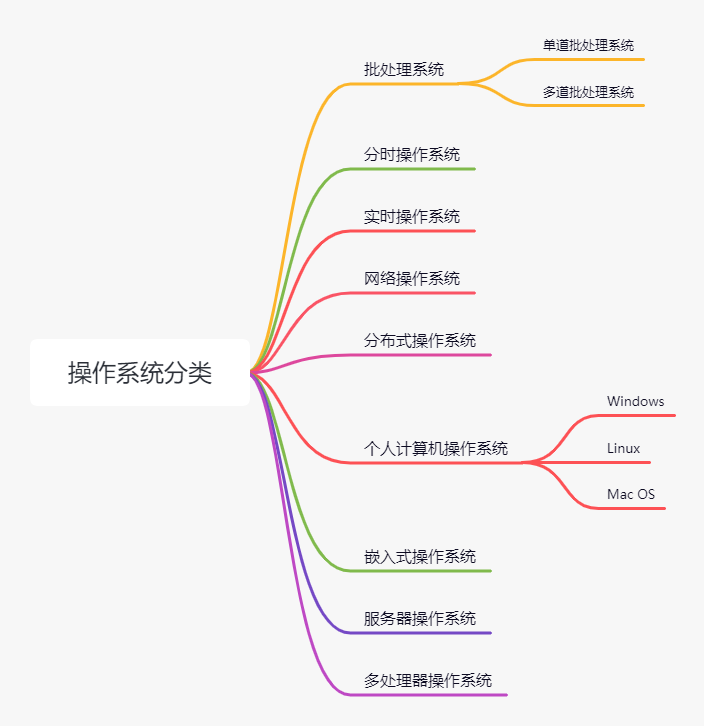 操作系统分类
批处理系统
单道批处理系统
多道批处理系统
分时操作系统
实时操作系统
网络操作系统
分布式操作系统
个人计算机操作系统
Windows
Linux
Mac OS
嵌入式操作系统
服务器操作系统
多处理器操作系统